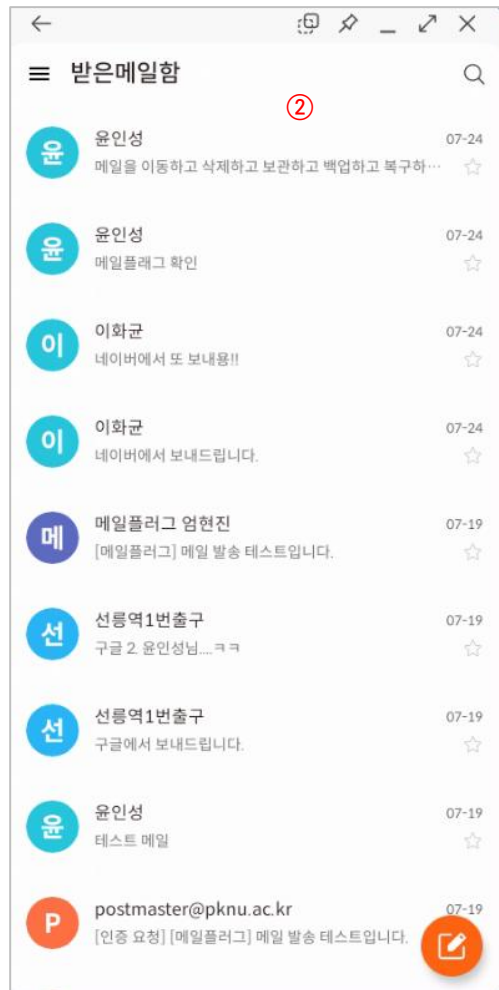 받은메일함
②
윤
윤인성
07-24
메일을 이동하고 삭제하고 보관하고 백업하고 복구하…
윤
윤인성
07-24
메일플래그 확인
이
이화균
07-24
네이버에서 또 보내용!!
이
이화균
07-24
네이버에서 보내드립니다.
메
메일플러그 엄현진
07-19
[메일플러그] 메일 발송 테스트입니다.
선
선릉역1번출구
07-19
구글 2. 윤인성님....ㅋㅋ
선
선릉역1번출구
07-19
구글에서 보내드립니다.
윤
윤인성
07-19
테스트 메일
P
postmaster@pknu.ac.kr
07-19
[인증 요청] [메일플러그] 메일 발송 테스트입니다.